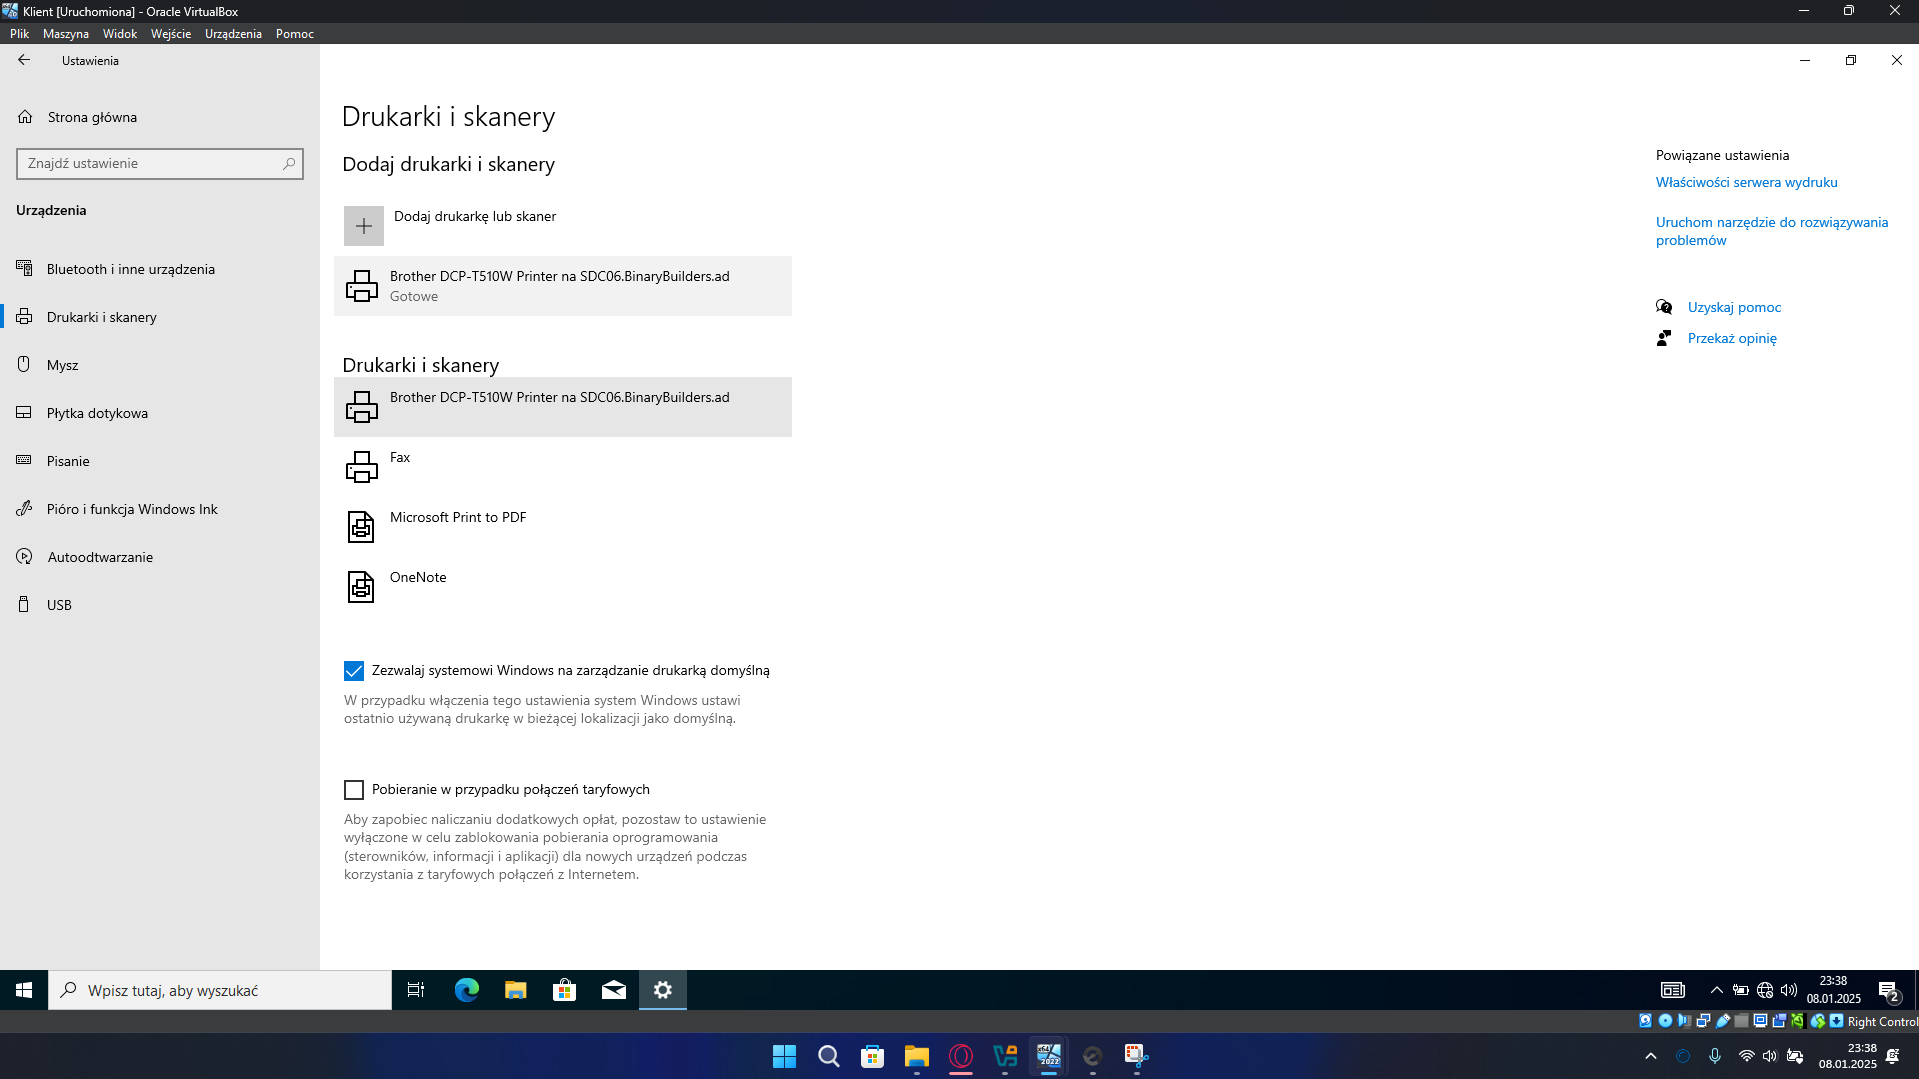 Klient [Uruchomiona] - Oracle VirtualBox
Plik Maszyna Widok Wejście Urządzenia Pomoc
Ustawienia
Strona główna
Znajdź ustawienie
Urządzenia
Bluetooth i inne urządzenia
Drukarki i skanery
Mysz
Płytka dotykowa
Pisanie
Pióro i funkcja Windows Ink
Autoodtwarzanie
USB
Drukarki i skanery
Dodaj drukarki i skanery
Dodaj drukarkę lub skaner
Brother DCP-T510W Printer na SDC06.BinaryBuilders.ad
Gotowe
Drukarki i skanery
Brother DCP-T510W Printer na SDC06.BinaryBuilders.ad
Fax
Microsoft Print to PDF
OneNote
Zezwalaj systemowi Windows na zarządzanie drukarką domyślną
W przypadku włączenia tego ustawienia system Windows ustawi
ostatnio używaną drukarkę w bieżącej lokalizacji jako domyślną.
Pobieranie w przypadku połączeń taryfowych
Aby zapobiec naliczaniu dodatkowych opłat, pozostaw to ustawienie
wyłączone w celu zablokowania pobierania oprogramowania
(sterowników, informacji i aplikacji) dla nowych urządzeń podczas
korzystania z taryfowych połączeń z Internetem.
Powiązane ustawienia
Właściwości serwera wydruku
Uruchom narzędzie do rozwiązywania
problemów
Uzyskaj pomoc
Przekaż opinię
Wpisz tutaj, aby wyszukać
23:38
08.01.2025
2
Right Control
2022
23:38
08.01.2025